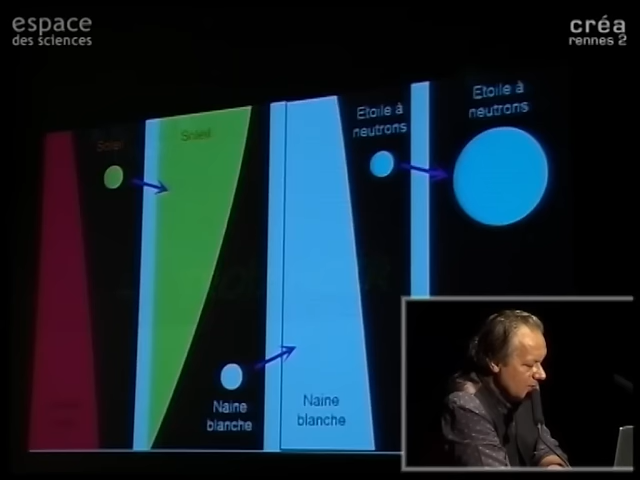 espace
des sciences
créa
rennes 2
Soleil
Soleil
Etoile à
neutrons
Etoile à
neutrons
Naine
blanche
Naine
blanche